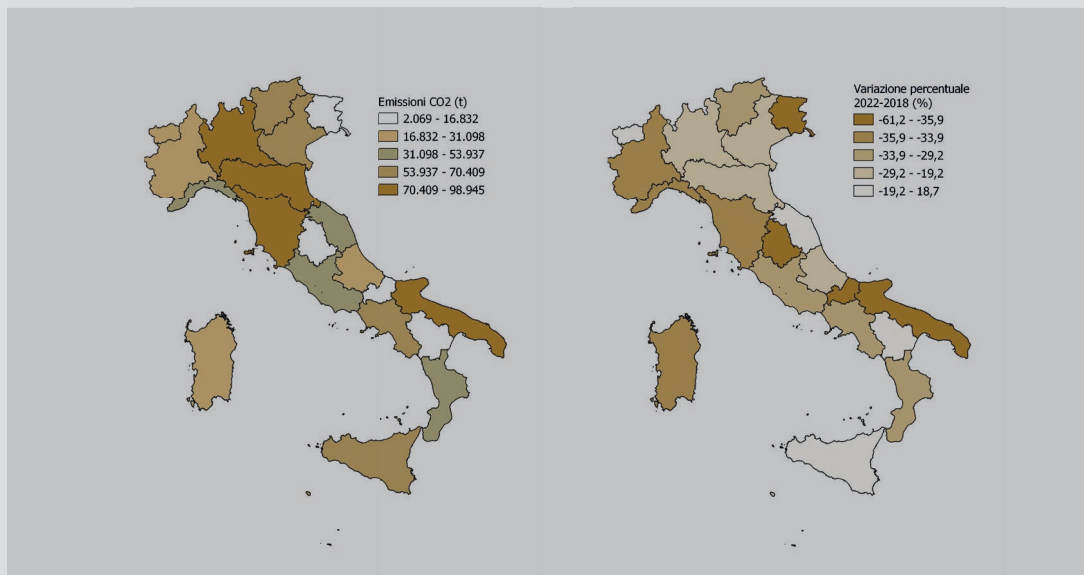 Emissioni CO2 (t)
2.069 - 16.832
16.832 - 31.098
31.098 - 53.937
53.937 - 70.409
70.409 - 98.945
Variazione percentuale
2022-2018 (%)
-61,2 - -35,9
-35,9 - -33,9
-33,9 - -29,2
-29,2 - -19,2
-19,2 - 18,7